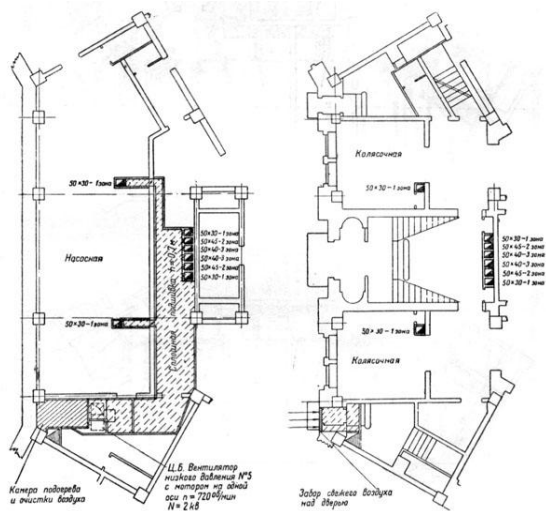 50×30-1 зона
Насосная
50×30-1 зона
50×45-2 зона
50×40-3 зона
50×40-3 зона
50×45-2 зона
50×30-1 зона
Сплошная подшивка h=0,7м
50×30-1 зона
Камера подогрева
и очистки воздуха
Ц.Б. Вентилятор
низкого давления №5
с мотором на одной
оси n = 720 об/мин
N = 2 кв
Колясочная
50×30-1 зона
50×30-1 зона
50×45-2 зона
50×40-3 зона
50×40-3 зона
50×45-2 зона
50×30-1 зона
50×30-1 зона
Колясочная
Забор свежего воздуха
над дверью